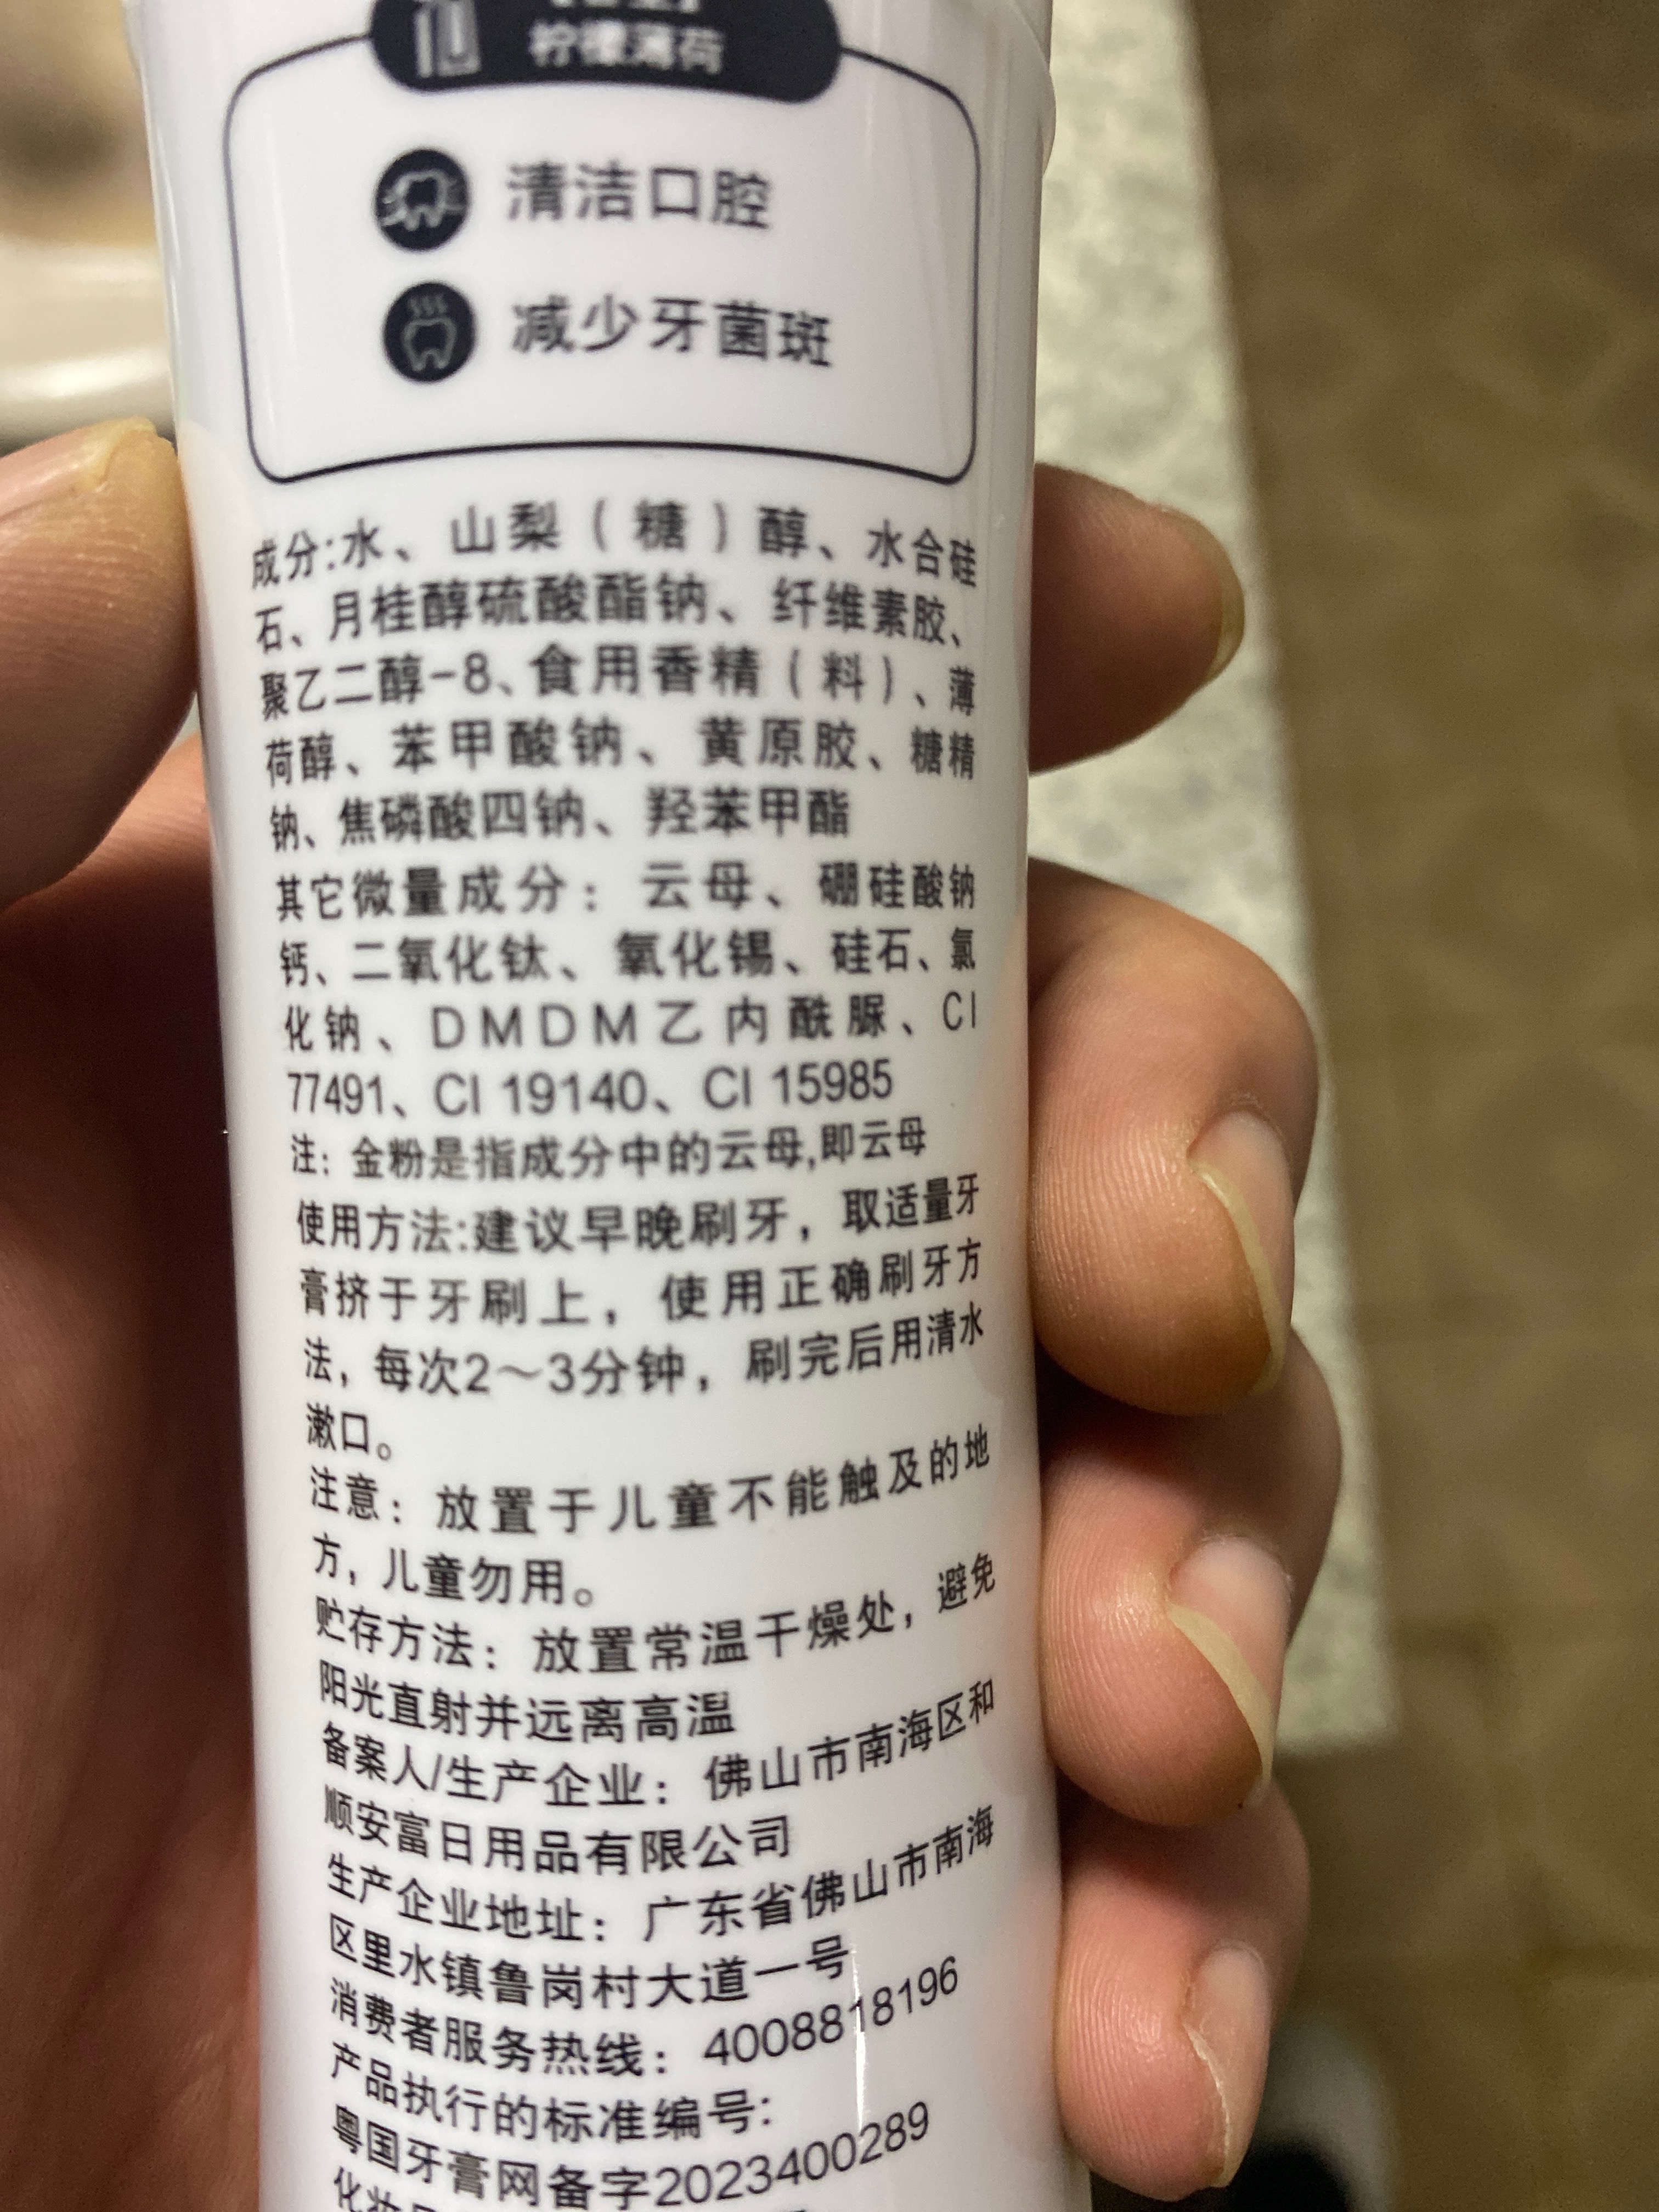 柠檬薄荷
清洁口腔
减少牙菌斑
成分:水、山梨（糖）醇、水合硅
石、月桂醇硫酸酯钠、纤维素胶、
聚乙二醇-8、食用香精（料）、薄
荷醇、苯甲酸钠、黄原胶、糖精
钠、焦磷酸四钠、羟苯甲酯
其它微量成分：云母、硼硅酸钠
钙、二氧化钛、氧化锡、硅石、氯
化钠、DMDM乙内酰脲、CI
77491、CI 19140、CI 15985
注：金粉是指成分中的云母,即云母
使用方法:建议早晚刷牙，取适量牙
膏挤于牙刷上，使用正确刷牙方
法，每次2～3分钟，刷完后用清水
漱口。
注意：放置于儿童不能触及的地
方，儿童勿用。
贮存方法：放置常温干燥处，避免
阳光直射并远离高温
备案人/生产企业：佛山市南海区和
顺安富日用品有限公司
生产企业地址：广东省佛山市南海
区里水镇鲁岗村大道一号
消费者服务热线：4008818196
产品执行的标准编号:
粤国牙膏网备字2023400289